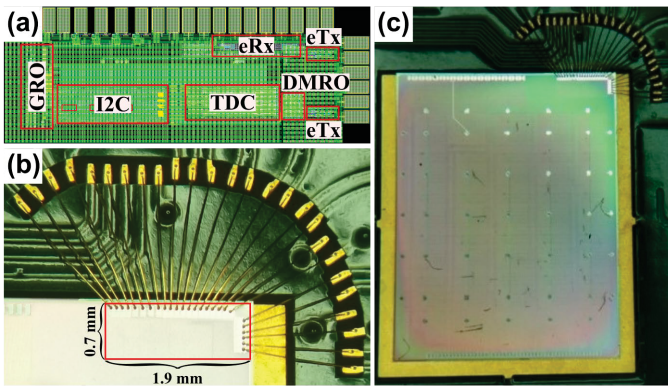 (a)
eRx
eTx
GRO
I2C
TDC
DMRO
eTx
(b)
0.7 mm
1.9 mm
(c)